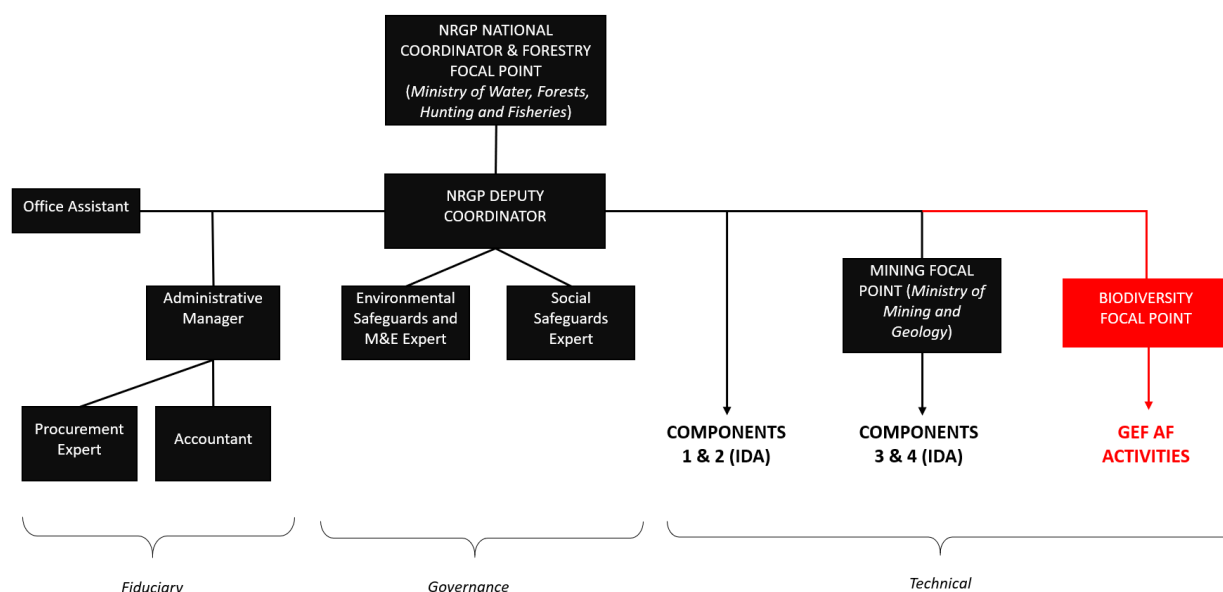 NRGP NATIONAL
COORDINATOR & FORESTRY
FOCAL POINT
(Ministry of Water, Forests,
Hunting and Fisheries)
Office Assistant
NRGP DEPUTY
COORDINATOR
Administrative
Manager
Environmental
Safeguards and
M&E Expert
Social
Safeguards
Expert
MINING FOCAL
POINT (Ministry of
Mining and
Geology)
BIODIVERSITY
FOCAL POINT
Procurement
Expert
Accountant
COMPONENTS
1 & 2 (IDA)
COMPONENTS
3 & 4 (IDA)
GEF AF
ACTIVITIES
Fiduciary
Governance
Technical